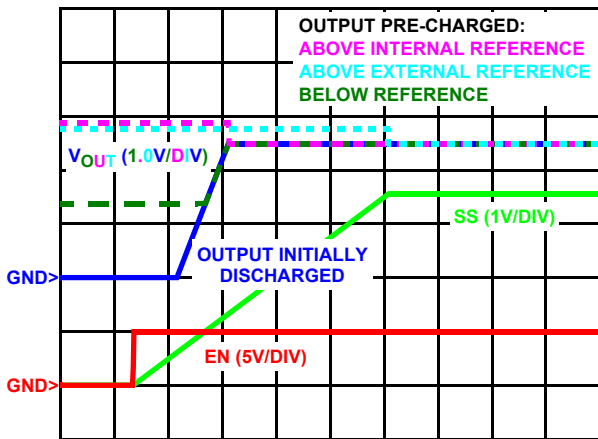 OUTPUT PRE-CHARGED:
ABOVE INTERNAL REFERENCE
ABOVE EXTERNAL REFERENCE
BELOW REFERENCE
VOUT (1.0V/DIV)
SS (1V/DIV)
OUTPUT INITIALLY
DISCHARGED
GND>
EN (5V/DIV)
GND>